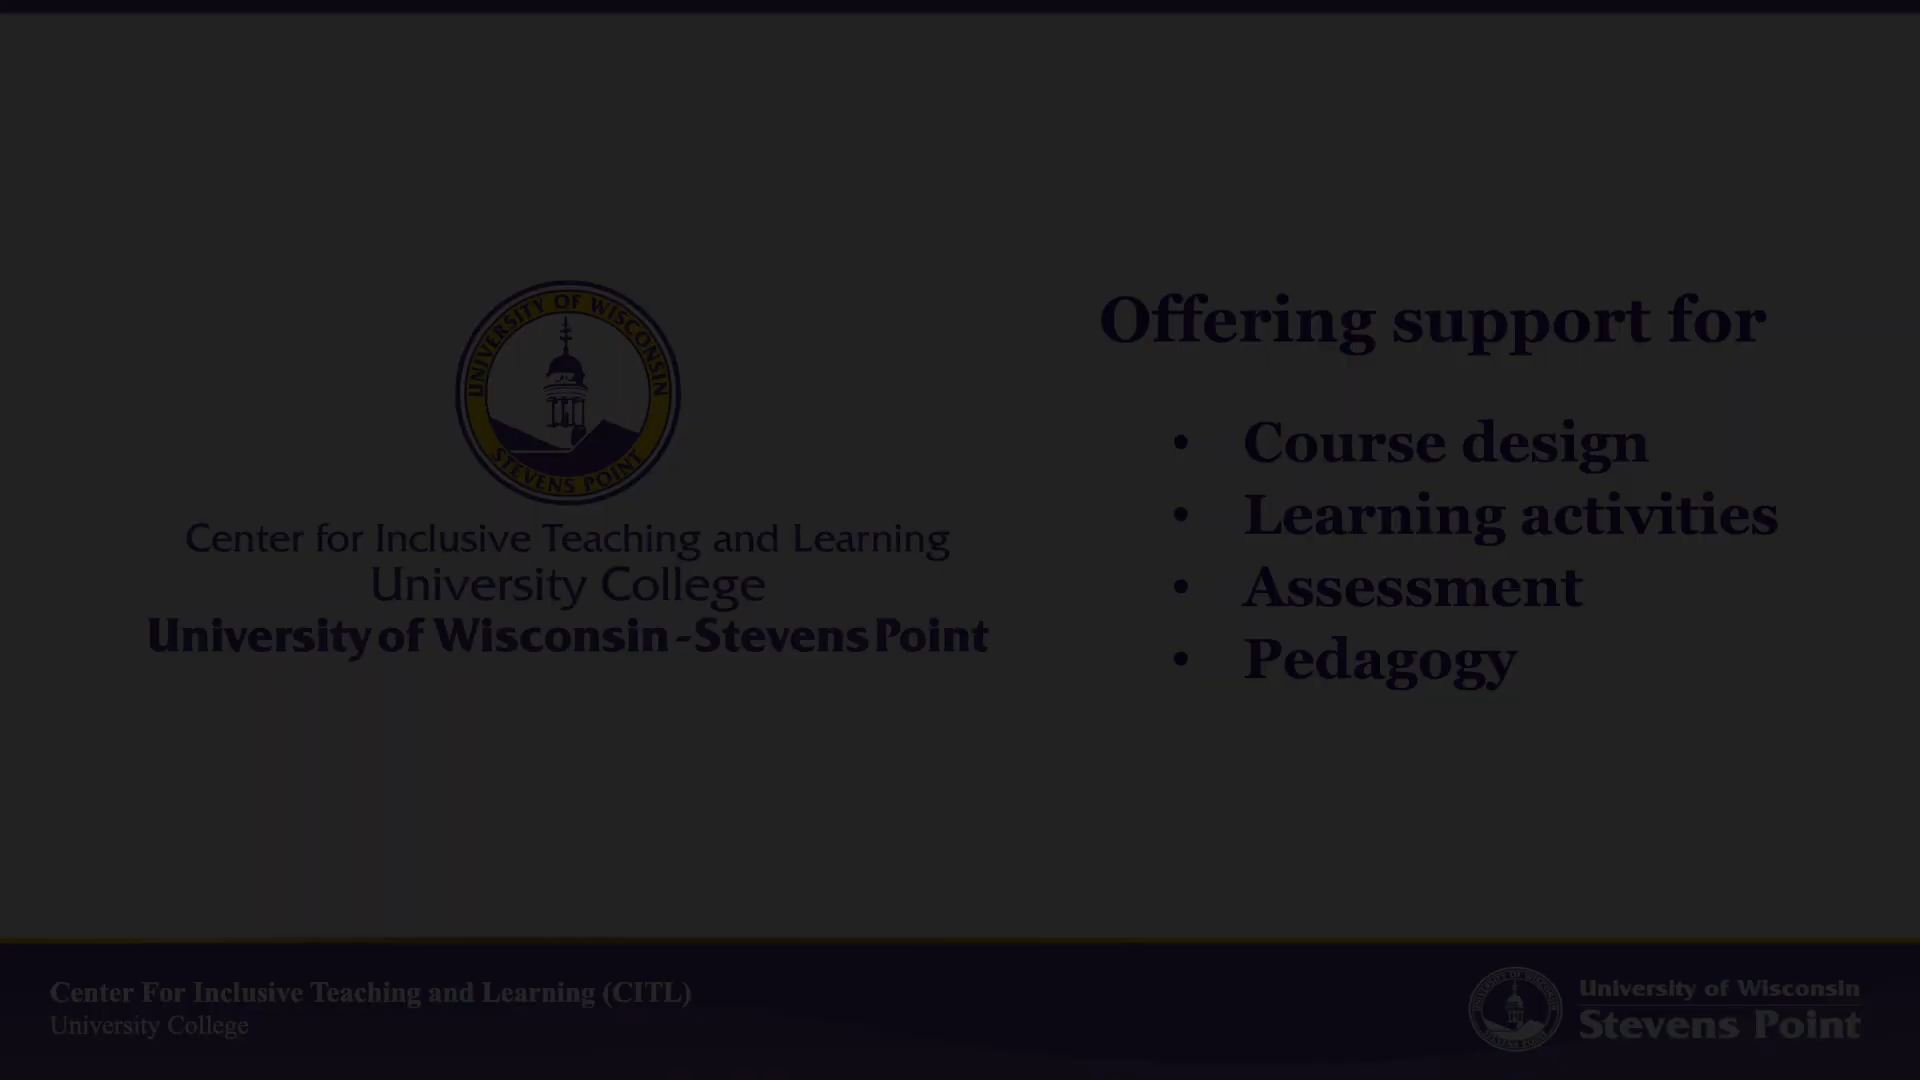 UNIVERSITY OF WISCONSIN
STEVENS POINT
Center for Inclusive Teaching and Learning
University College
University of Wisconsin-Stevens Point
Offering support for
• Course design
• Learning activities
• Assessment
• Pedagogy
Center For Inclusive Teaching and Learning (CITL)
University College
University of Wisconsin
Stevens Point